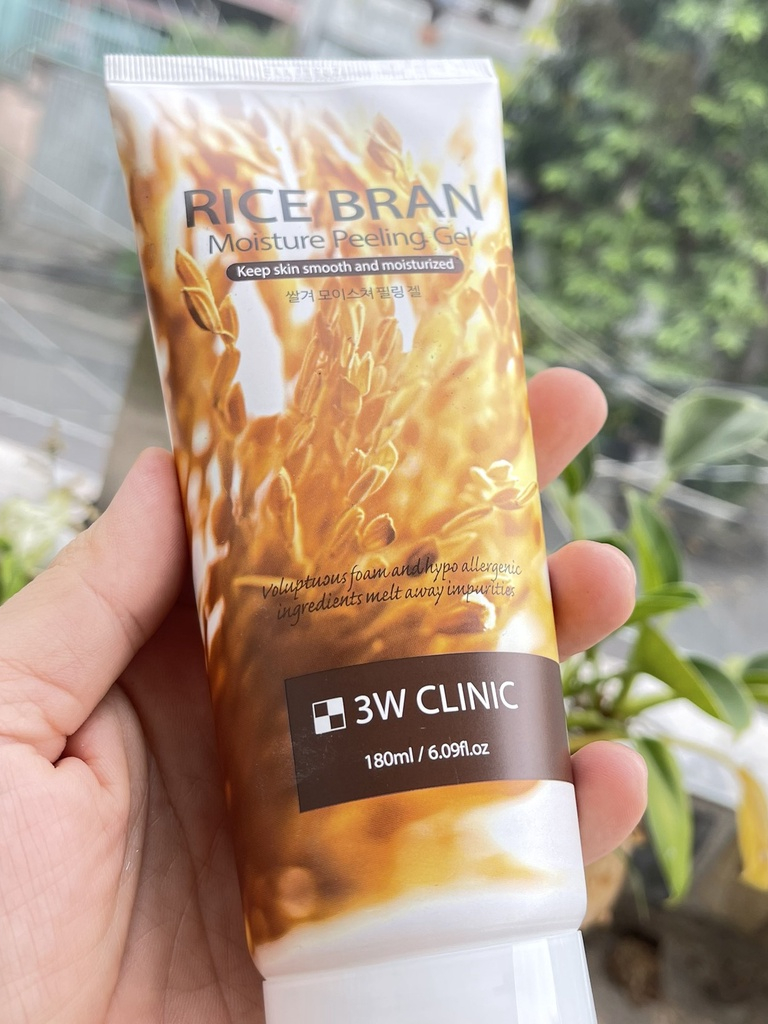 RICE BRAN
Moisture Peeling Gel
Keep skin smooth and moisturized
쌀겨 모이스쳐 필링 젤
Voluptuous foam and hypo allergenic
ingredients melt away impurities
3W CLINIC
180ml / 6.09fl.oz